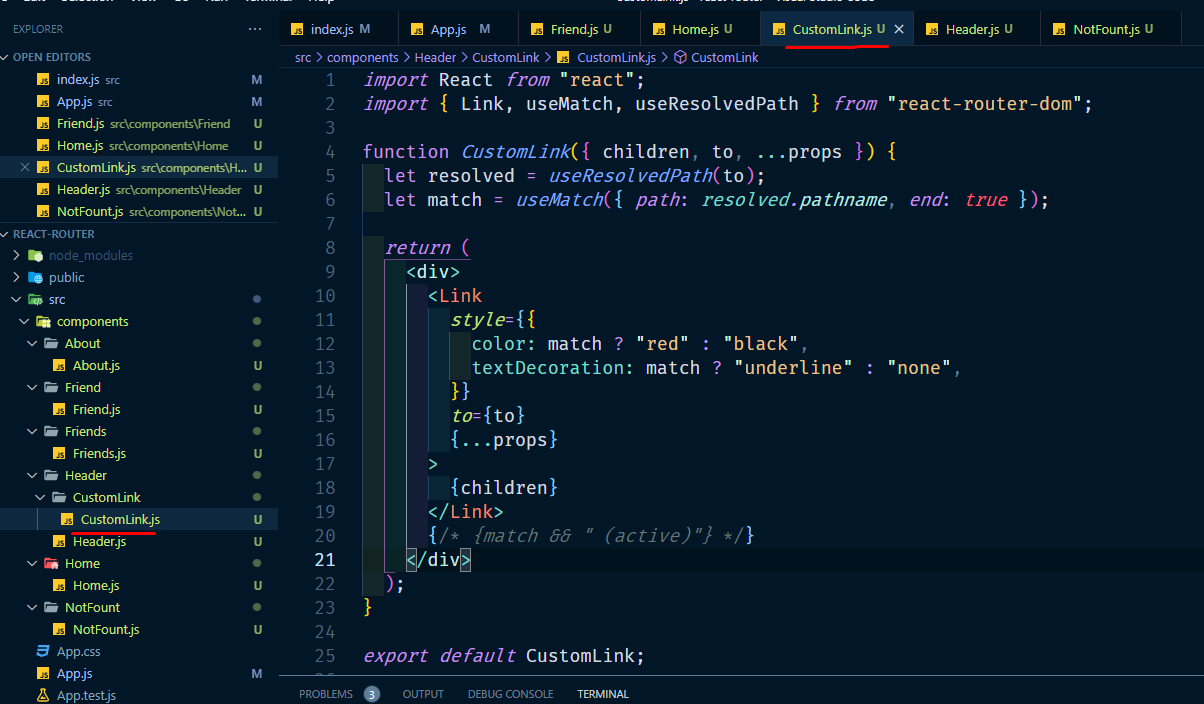 EXPLORER
···
OPEN EDITORS
index.js src M
App.js src M
Friend.js src\components\Friend U
Home.js src\components\Home U
CustomLink.js src\components\H... U
Header.js src\components\Header U
NotFount.js src\components\Not... U
REACT-ROUTER
node_modules
public
src
components
About
About.js U
Friend
Friend.js U
Friends
Friends.js U
Header
CustomLink
CustomLink.js U
Header.js U
Home
Home.js U
NotFount
NotFount.js U
App.css
App.js M
App.test.js
index.js M
App.js M
Friend.js U
Home.js U
CustomLink.js U
Header.js U
NotFount.js U
src > components > Header > CustomLink > CustomLink.js > CustomLink
1 import React from "react";
2 import { Link, useMatch, useResolvedPath } from "react-router-dom";
3
4 function CustomLink({ children, to, ...props }) {
5 let resolved = useResolvedPath(to);
6 let match = useMatch({ path: resolved.pathname, end: true });
7
8 return (
9 <div>
10 <Link
11 style={{
12 color: match ? "red" : "black",
13 textDecoration: match ? "underline" : "none",
14 }}
15 to={to}
16 {...props}
17 >
18 {children}
19 </Link>
20 {/* {match && " (active)"} */}
21 </div>
22 );
23 }
24
25 export default CustomLink;
PROBLEMS 3 OUTPUT DEBUG CONSOLE TERMINAL